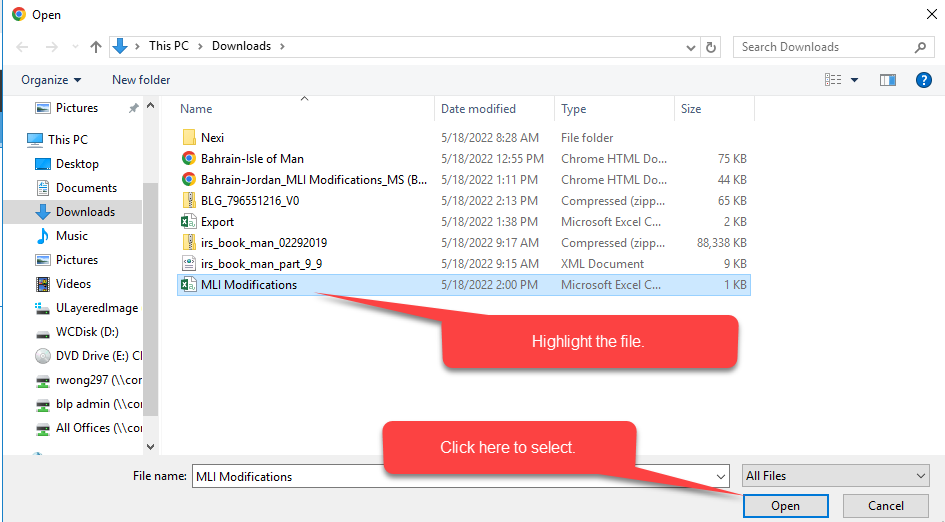 Open
This PC > Downloads >
Search Downloads
Organize New folder
Name Date modified Type Size
Pictures
This PC
Desktop
Documents
Downloads
Music
Pictures
Videos
ULayeredImage
WCDisk (D:)
DVD Drive (E:) C
rwong297 (\\cor
blp admin (\\cor
All Offices (\\cor
Nexi 5/18/2022 8:28 AM File folder
Bahrain-Isle of Man 5/18/2022 12:55 PM Chrome HTML Do... 75 KB
Bahrain-Jordan_MLI Modifications_MS (B... 5/18/2022 1:11 PM Chrome HTML Do... 44 KB
BLG_796551216_V0 5/18/2022 2:13 PM Compressed (zipp... 65 KB
Export 5/18/2022 1:38 PM Microsoft Excel C... 2 KB
irs_book_man_02292019 5/18/2022 9:17 AM Compressed (zipp... 88,338 KB
irs_book_man_part_9_9 5/18/2022 9:15 AM XML Document 9 KB
MLI Modifications 5/18/2022 2:00 PM Microsoft Excel C... 1 KB
Highlight the file.
Click here to select.
File name: MLI Modifications All Files
Open Cancel